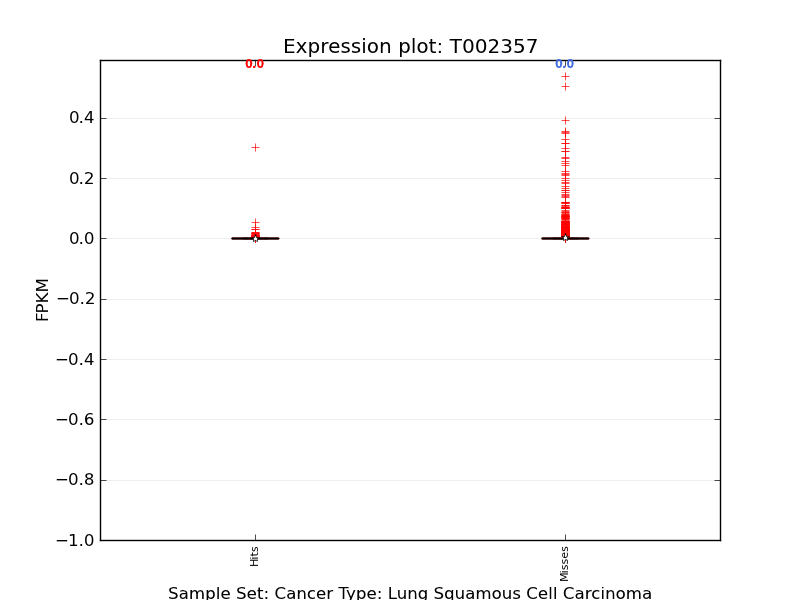 Expression plot: T002357
0.0 0.0
0.4
0.2
0.0
−0.2
−0.4
−0.6
−0.8
−1.0
FPKM
Hits
Misses
Sample Set: Cancer Type: Lung Squamous Cell Carcinoma